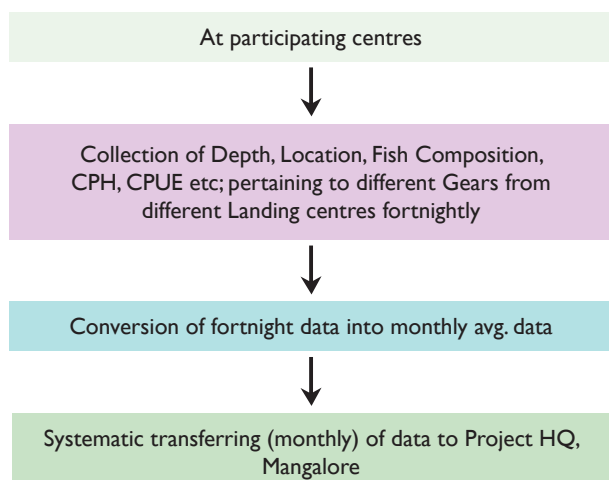 At participating centres
Collection of Depth, Location, Fish Composition,
CPH, CPUE etc; pertaining to different Gears from
different Landing centres fortnightly
Conversion of fortnight data into monthly avg. data
Systematic transferring (monthly) of data to Project HQ,
Mangalore